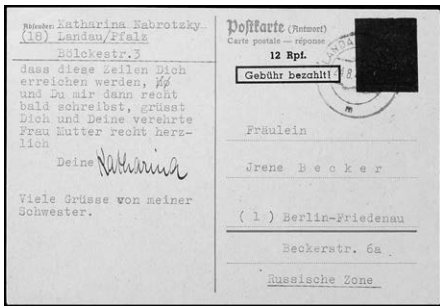 Absender: Katharina Nabrotzky
(18) Landau/Pfalz
Bölckestr.3
dass diese Zeilen Dich
erreichen werden,
und Du mir dann recht
bald schreibst, grüsst
Dich und Deine verehrte
Frau Mutter recht herz-
lich
Deine Katharina
Viele Grüsse von meiner
Schwester.
Postkarte (Antwort)
Carte postale — réponse
12 Rpf.
Gebühr bezahlt!
LANDA
Fräulein
Jrene Becker
(1) Berlin-Friedenau
Beckerstr. 6a
Russische Zone